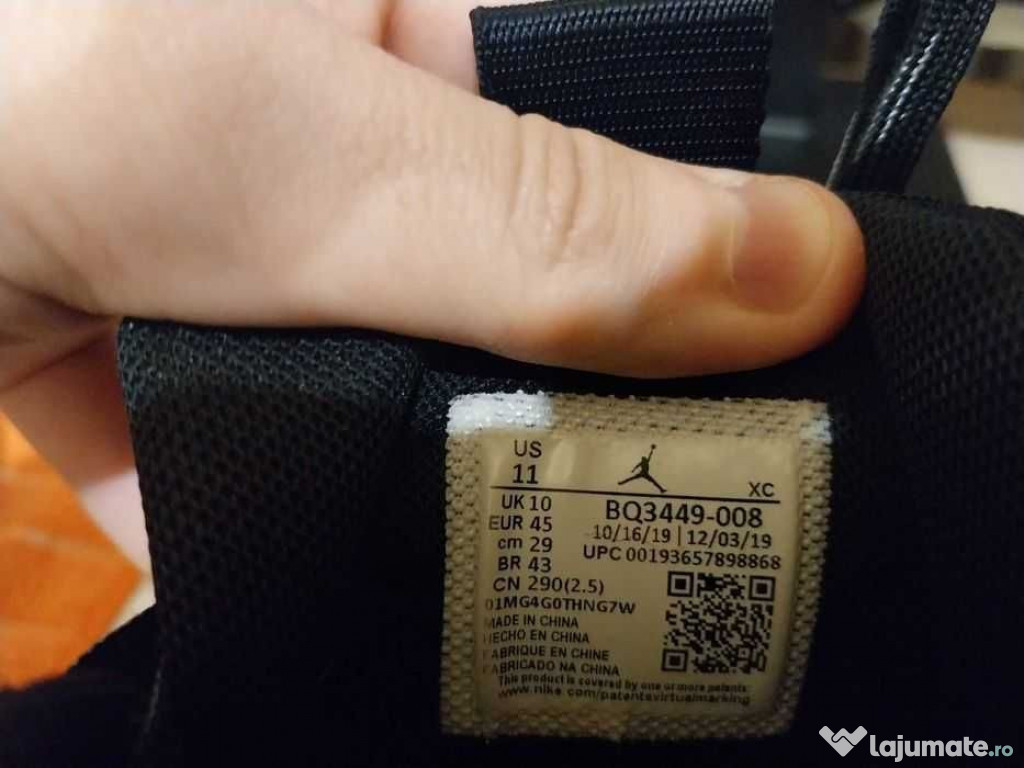 US
11
XC
UK 10
BQ3449-008
EUR 45
10/16/19 | 12/03/19
cm 29
UPC 00193657898868
BR 43
CN 290(2.5)
01MG4G0THNG7W
MADE IN CHINA
HECHO EN CHINA
FABRIQUE EN CHINE
FABRICADO NA CHINA
This product is covered by one or more patents
www.nike.com/patentsvirtualmarking
lajumate.ro